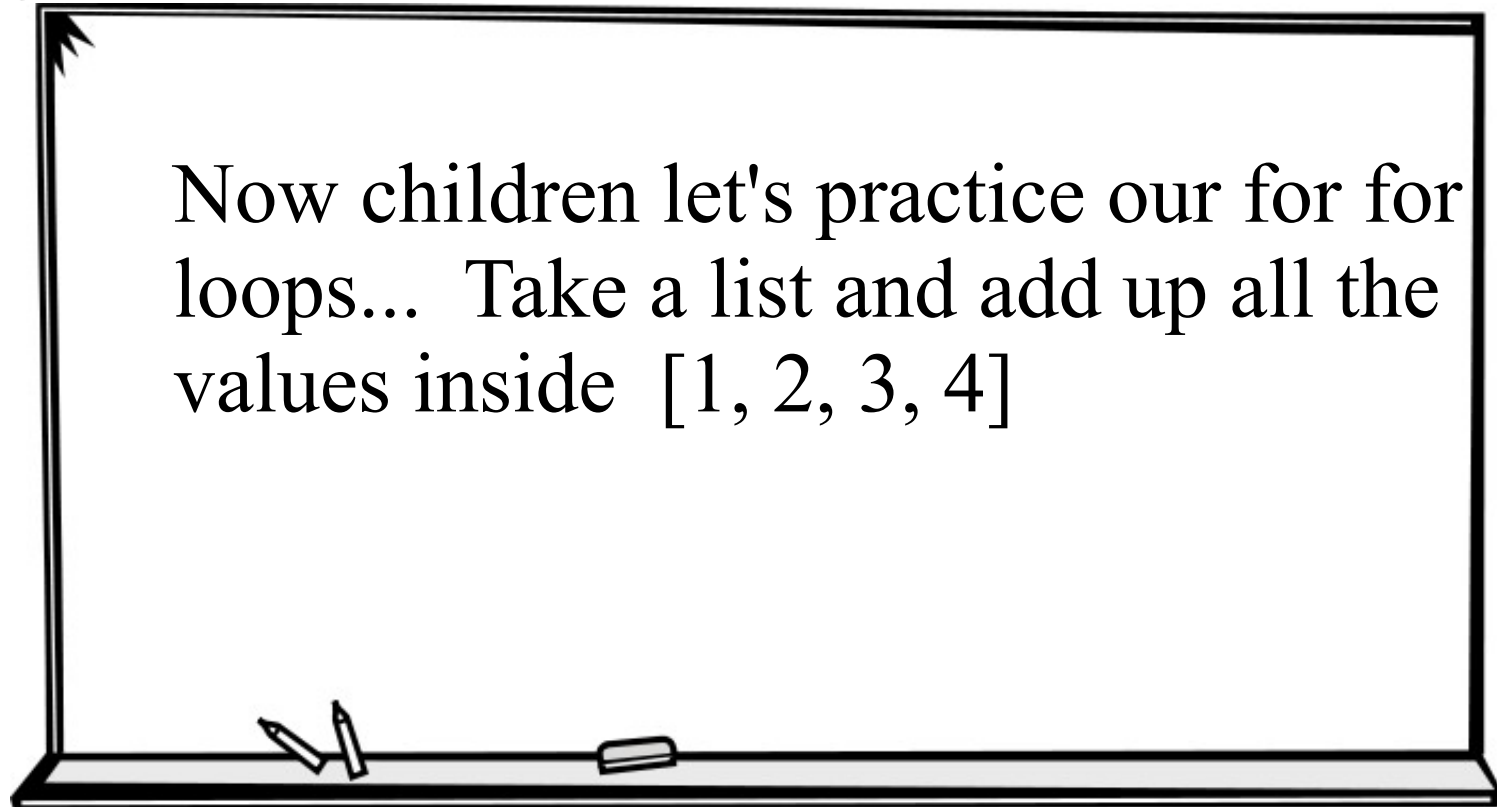 Now children let's practice our for for
loops...  Take a list and add up all the
values inside  [1, 2, 3, 4]